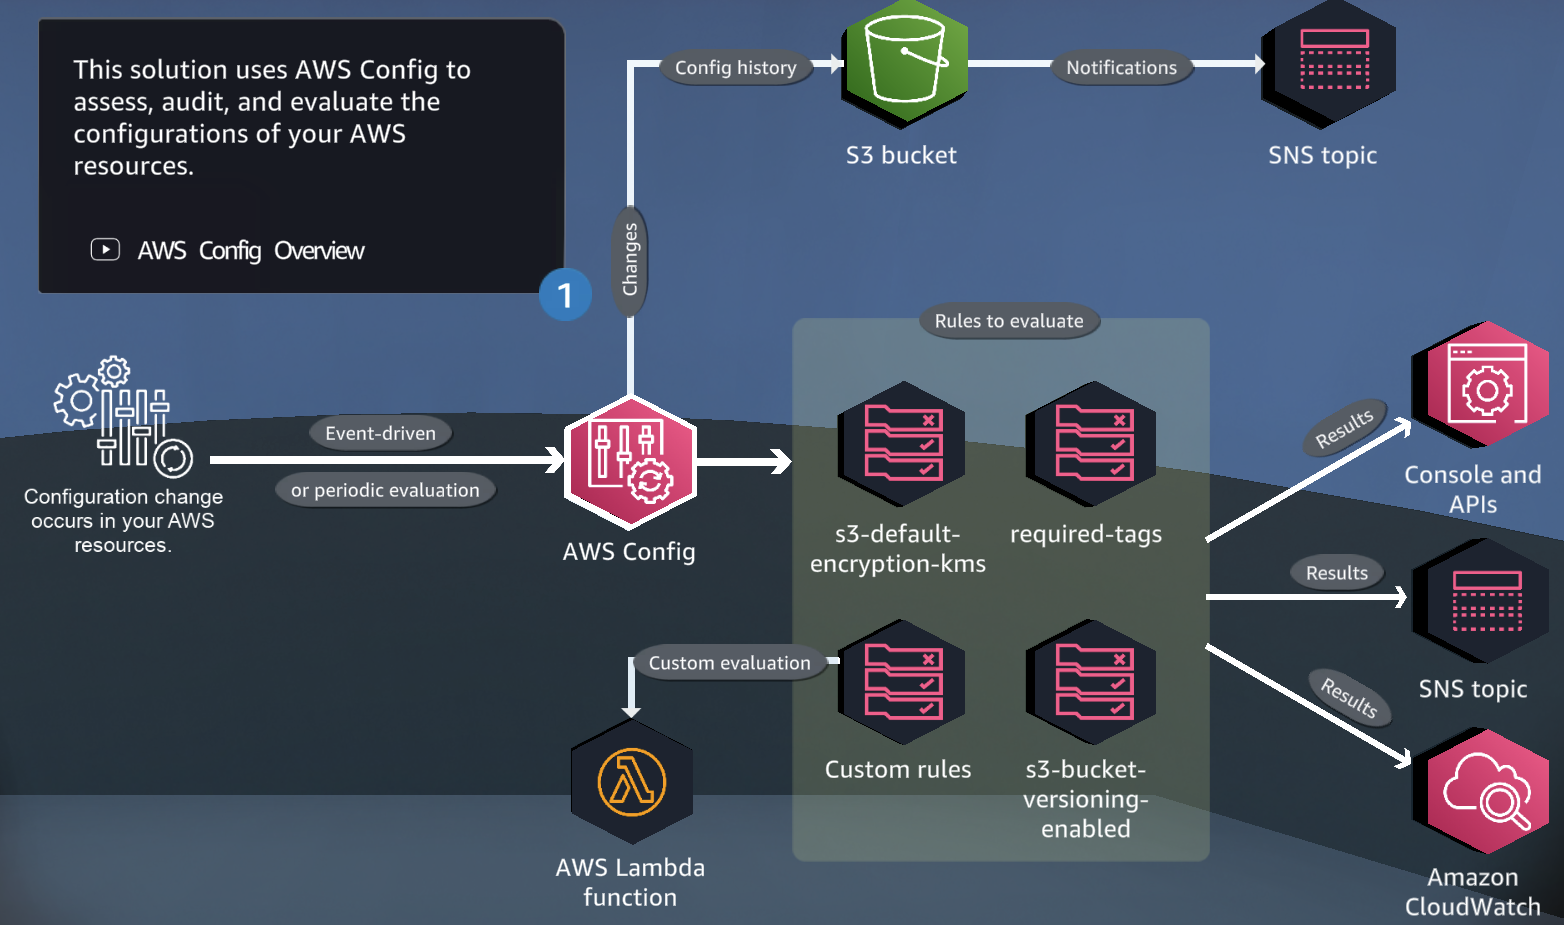 This solution uses AWS Config to
assess, audit, and evaluate the
configurations of your AWS
resources.
AWS Config Overview
1
Config history
Notifications
S3 bucket
SNS topic
Changes
Rules to evaluate
Configuration change
occurs in your AWS
resources.
Event-driven
or periodic evaluation
AWS Config
s3-default-
encryption-kms
required-tags
Custom evaluation
Custom rules
s3-bucket-
versioning-
enabled
AWS Lambda
function
Results
Console and
APIs
Results
SNS topic
Results
Amazon
CloudWatch